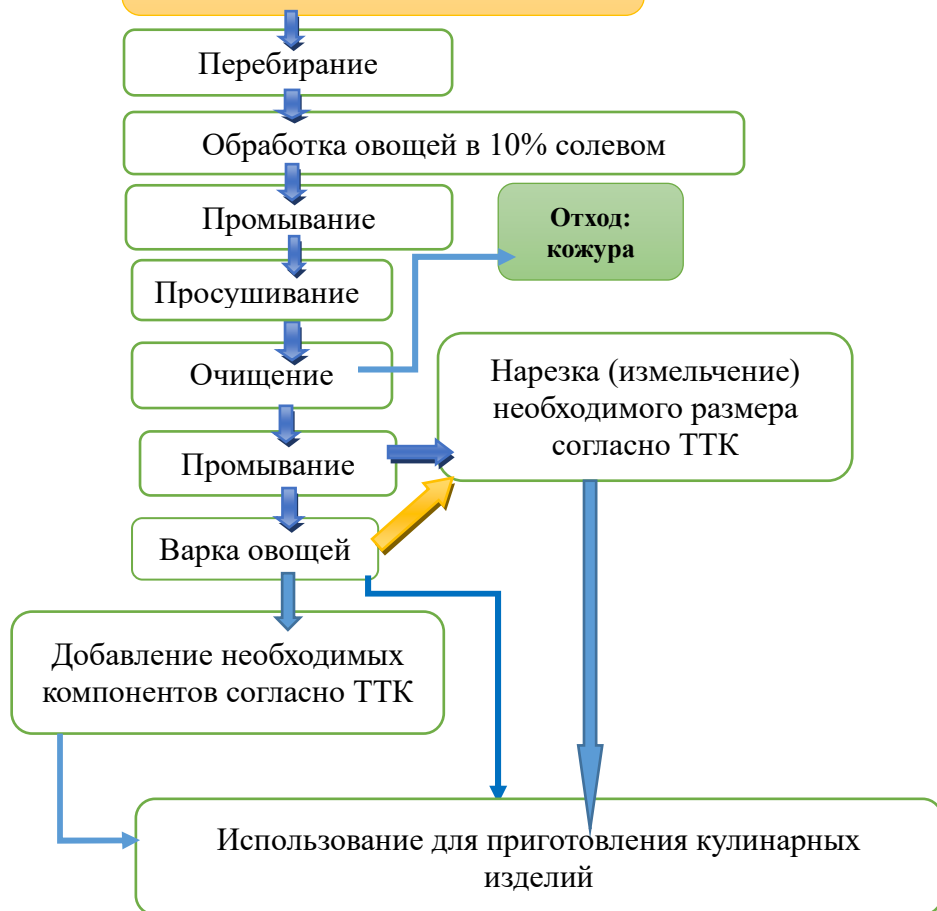 Перебирание
Обработка овощей в 10% солевом
Промывание
Отход:
кожура
Просушивание
Очищение
Нарезка (измельчение)
необходимого размера
согласно ТТК
Промывание
Варка овощей
Добавление необходимых
компонентов согласно ТТК
Использование для приготовления кулинарных
изделий